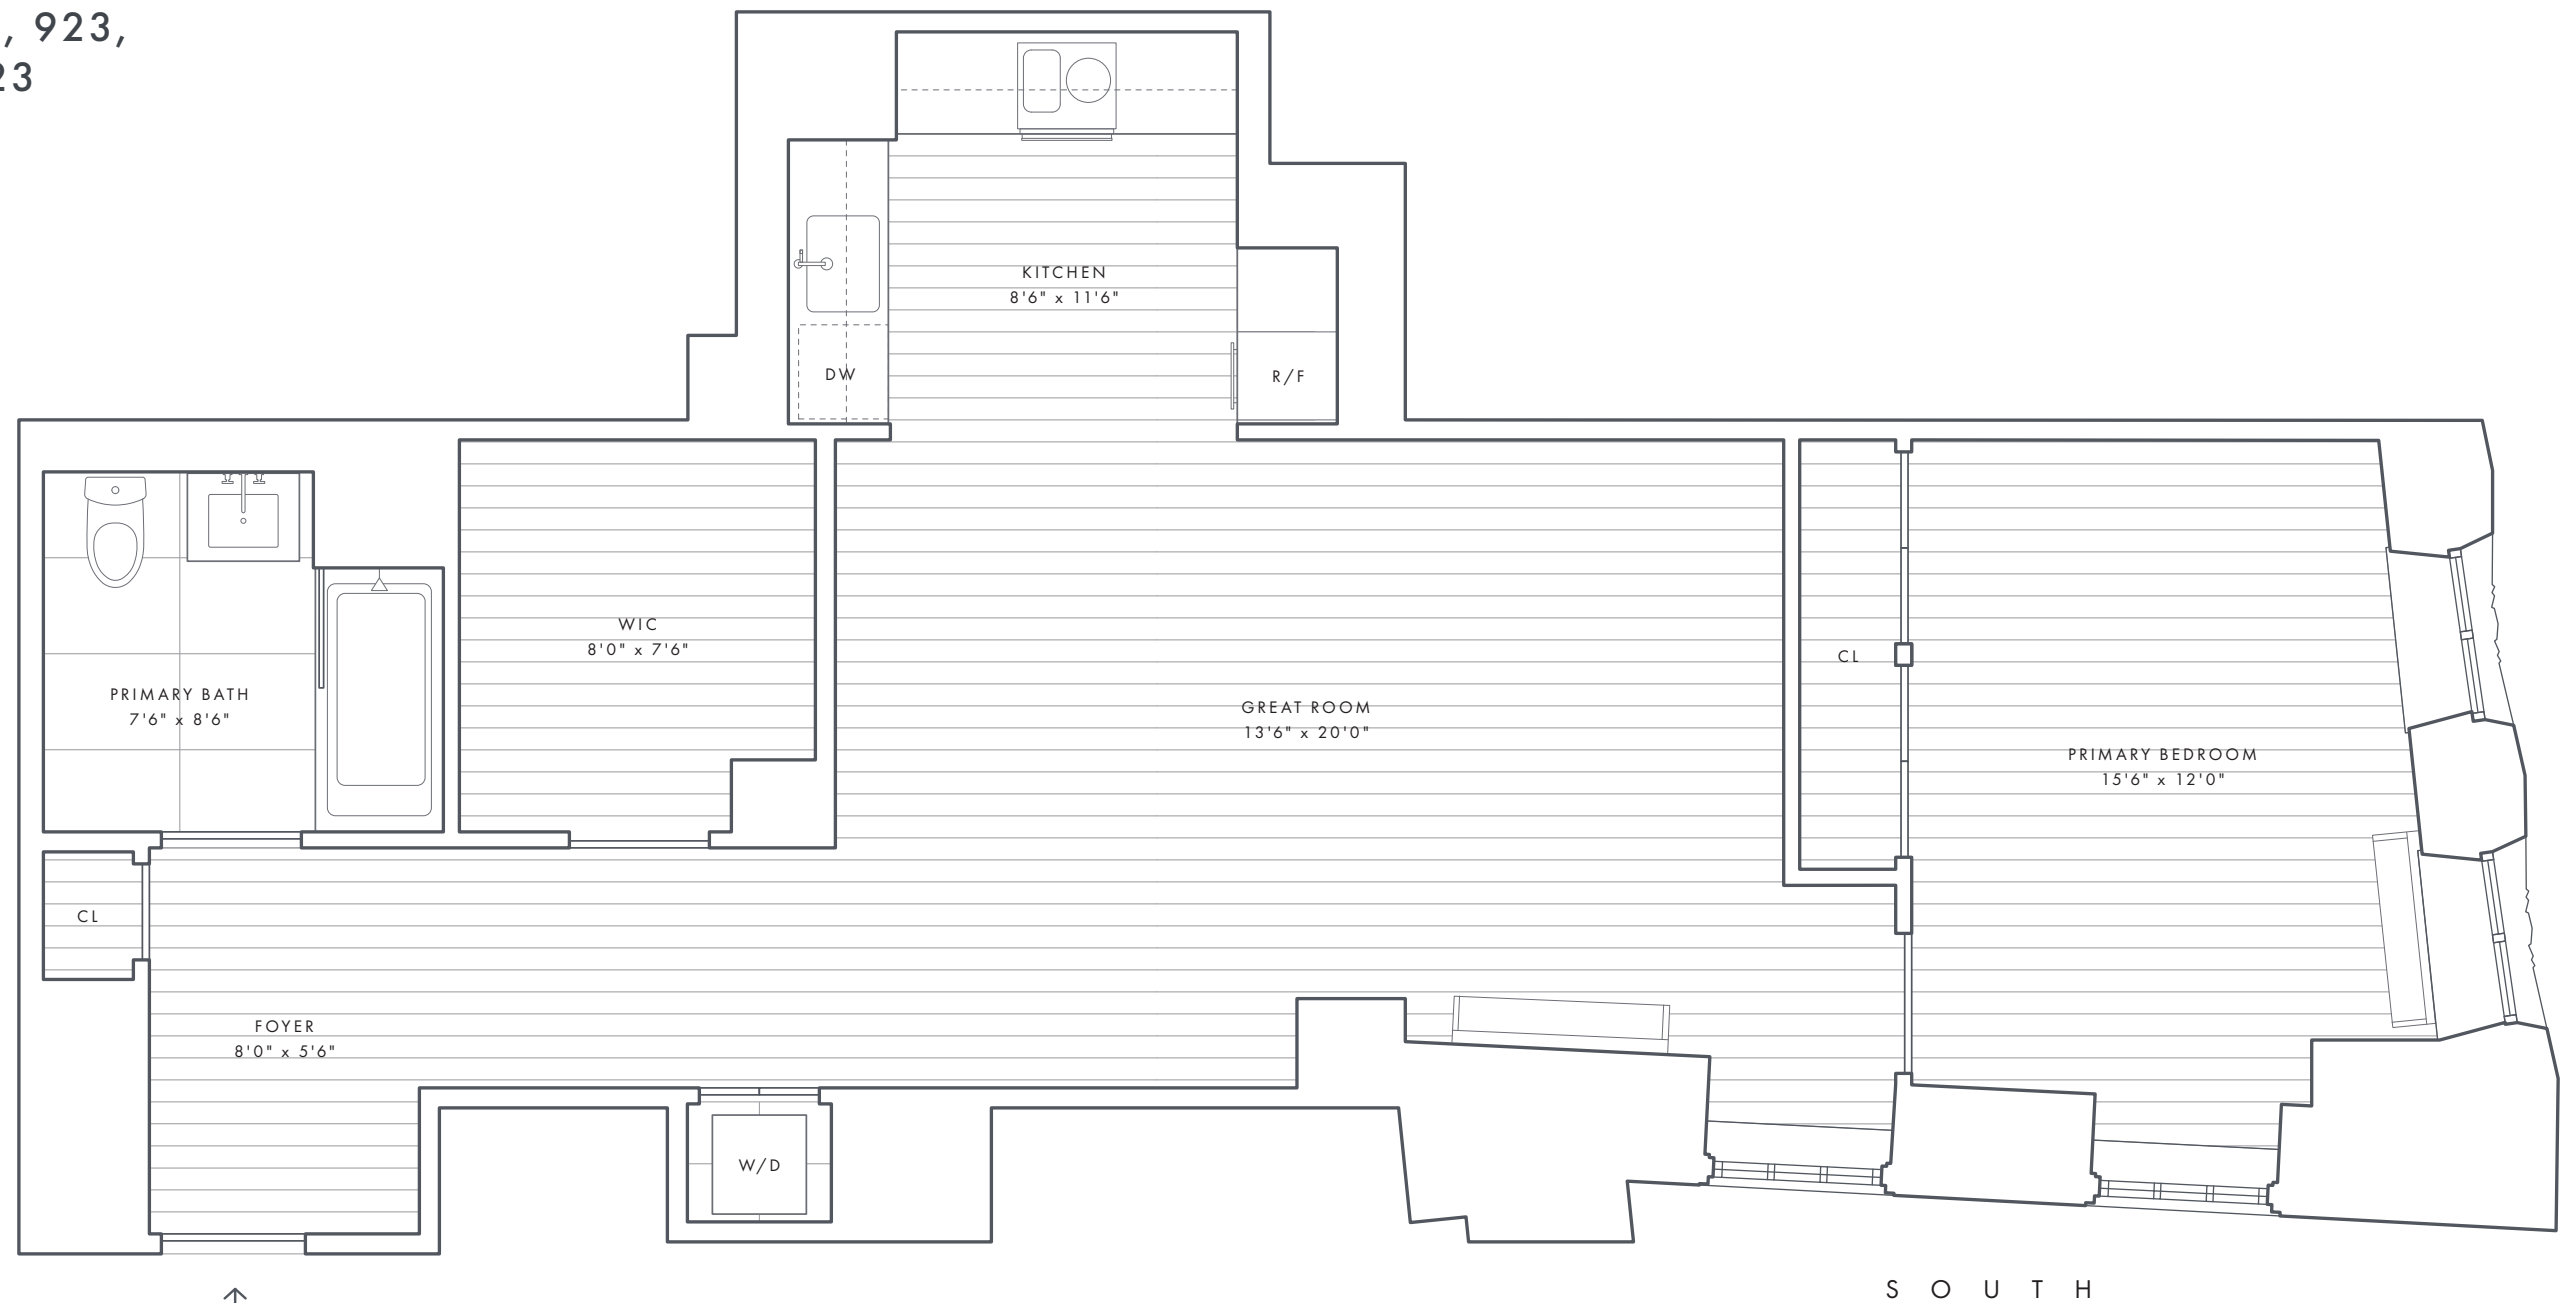 , 923,
23
KITCHEN
8'6" x 11'6"
DW
R/F
WIC
8'0" x 7'6"
CL
PRIMARY BATH
7'6" x 8'6"
GREAT ROOM
13'6" x 20'0"
PRIMARY BEDROOM
15'6" x 12'0"
CL
FOYER
8'0" x 5'6"
W/D
SOUTH